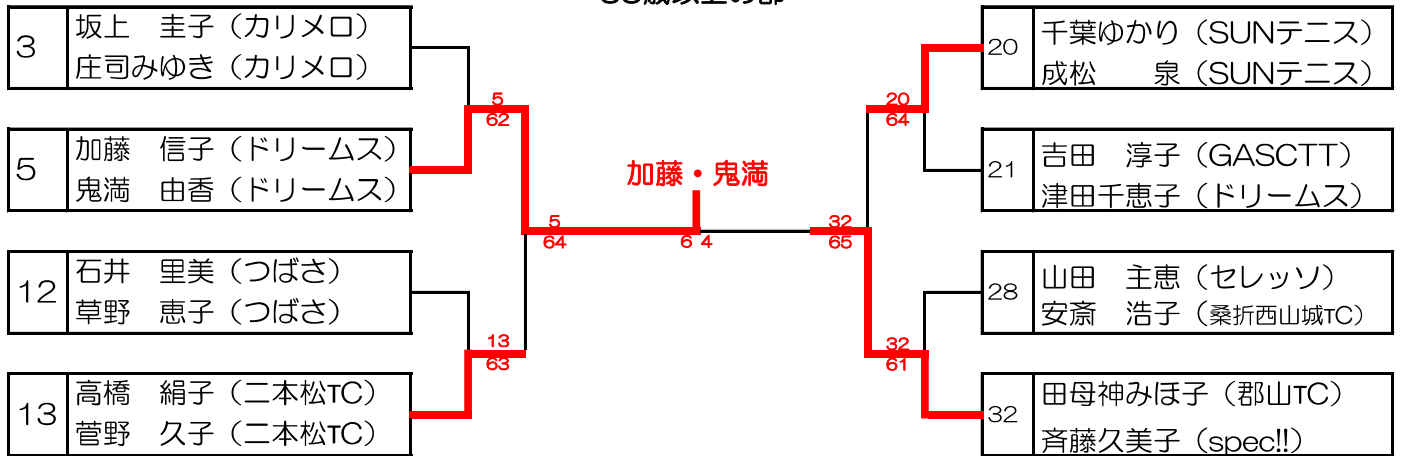 3
坂上　圭子（カリメロ）
庄司みゆき（カリメロ）
5
加藤　信子（ドリームス）
鬼満　由香（ドリームス）
12
石井　里美（つばさ）
草野　恵子（つばさ）
13
高橋　絹子（二本松TC）
菅野　久子（二本松TC）
5
62
13
63
5
64
加藤・鬼満
6 4
32
65
20
64
32
61
20
千葉ゆかり（SUNテニス）
成松　　泉（SUNテニス）
21
吉田　淳子（GASCTT）
津田千恵子（ドリームス）
28
山田　主恵（セレッソ）
安斎　浩子（桑折西山城TC）
32
田母神みほ子（郡山TC）
斉藤久美子（spec!!）